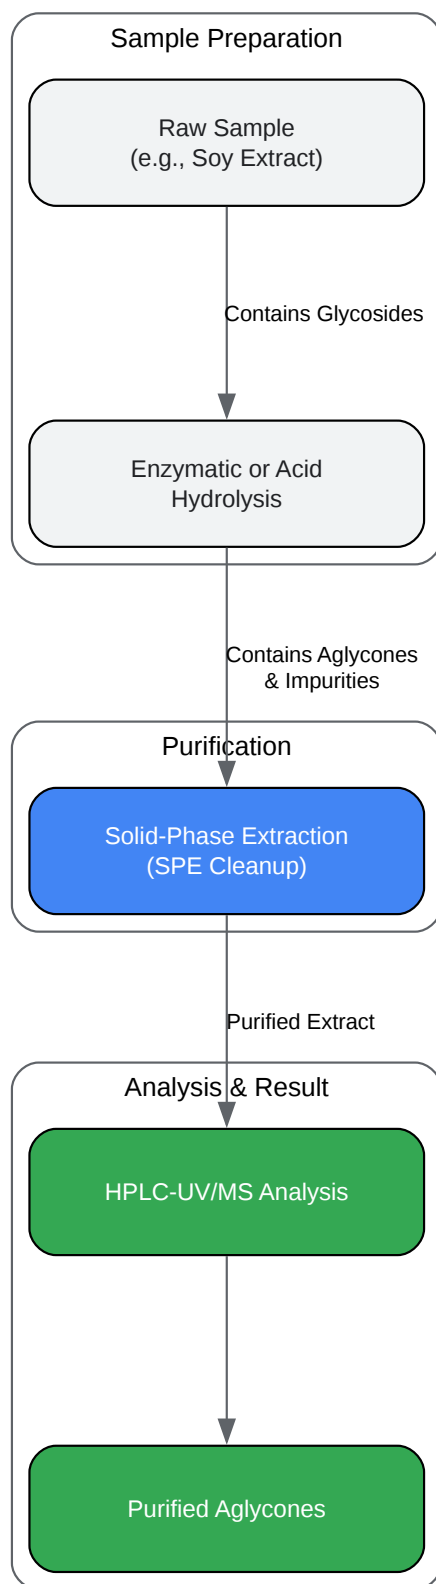 Sample Preparation
Raw Sample
(e.g., Soy Extract)
Contains Glycosides
Enzymatic or Acid
Hydrolysis
Contains Aglycones
& Impurities
Purification
Solid-Phase Extraction
(SPE Cleanup)
Purified Extract
Analysis & Result
HPLC-UV/MS Analysis
Purified Aglycones